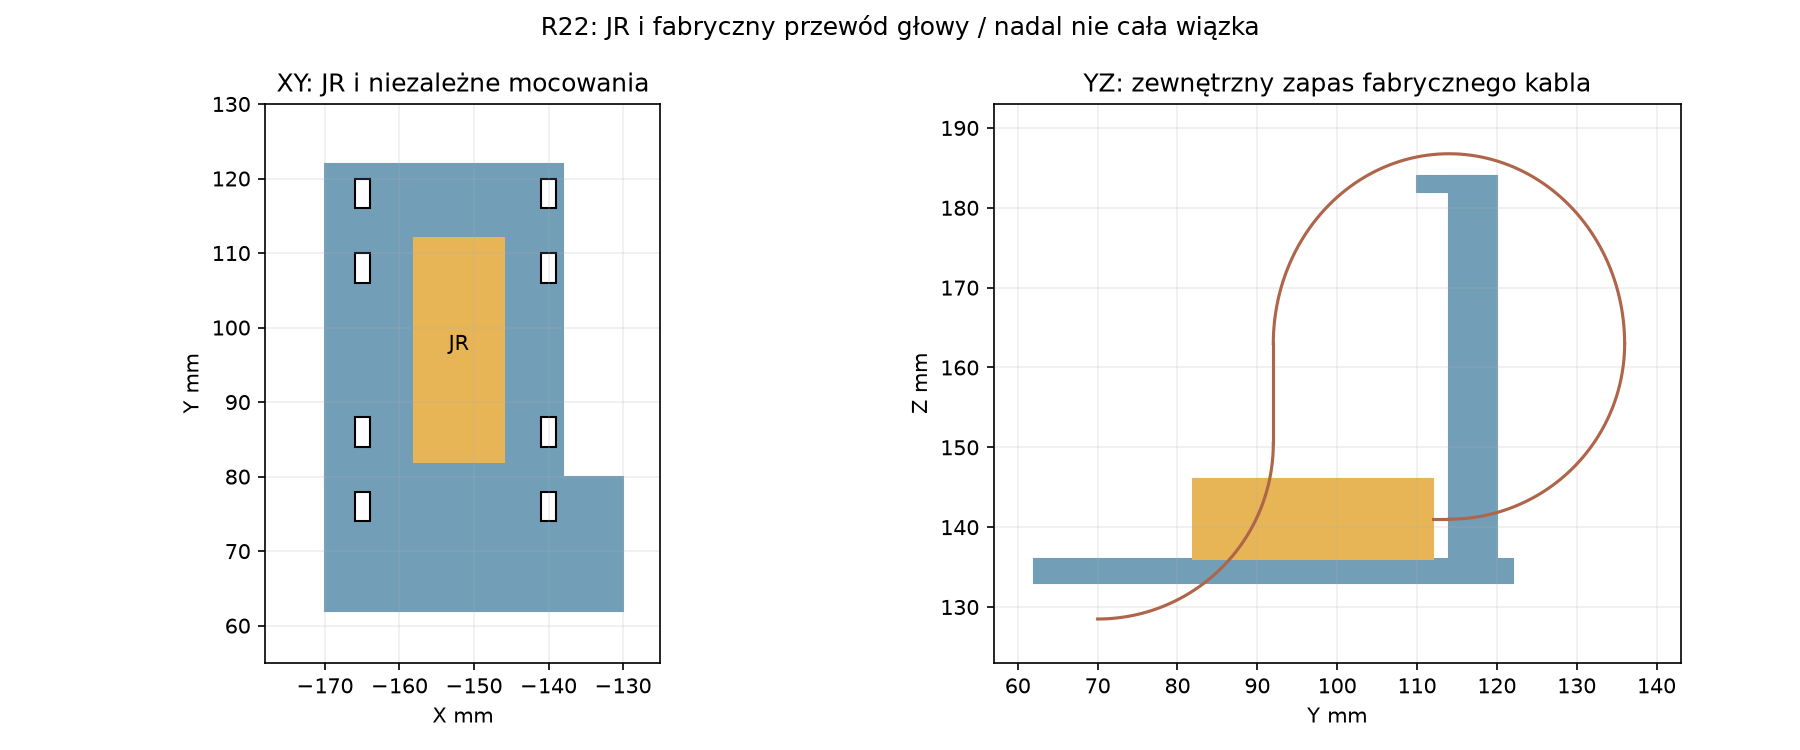 R22: JR i fabryczny przewód głowy / nadal nie cała wiązka
XY: JR i niezależne mocowania
130
120
110
100
90
80
70
60
Y mm
JR
−170 −160 −150 −140 −130
X mm
YZ: zewnętrzny zapas fabrycznego kabla
190
180
170
160
150
140
130
Z mm
60 70 80 90 100 110 120 130 140
Y mm